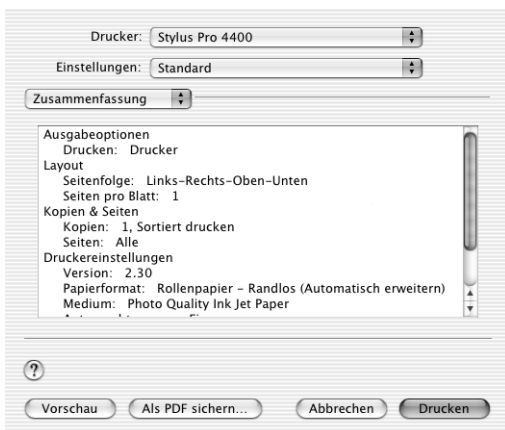 Drucker: Stylus Pro 4400
Einstellungen: Standard
Zusammenfassung
Ausgabeoptionen
Drucken: Drucker
Layout
Seitenfolge: Links-Rechts-Oben-Unten
Seiten pro Blatt: 1
Kopien & Seiten
Kopien: 1, Sortiert drucken
Seiten: Alle
Druckereinstellungen
Version: 2.30
Papierformat: Rollenpapier - Randlos (Automatisch erweitern)
Medium: Photo Quality Ink Jet Paper
?
Vorschau Als PDF sichern... Abbrechen Drucken